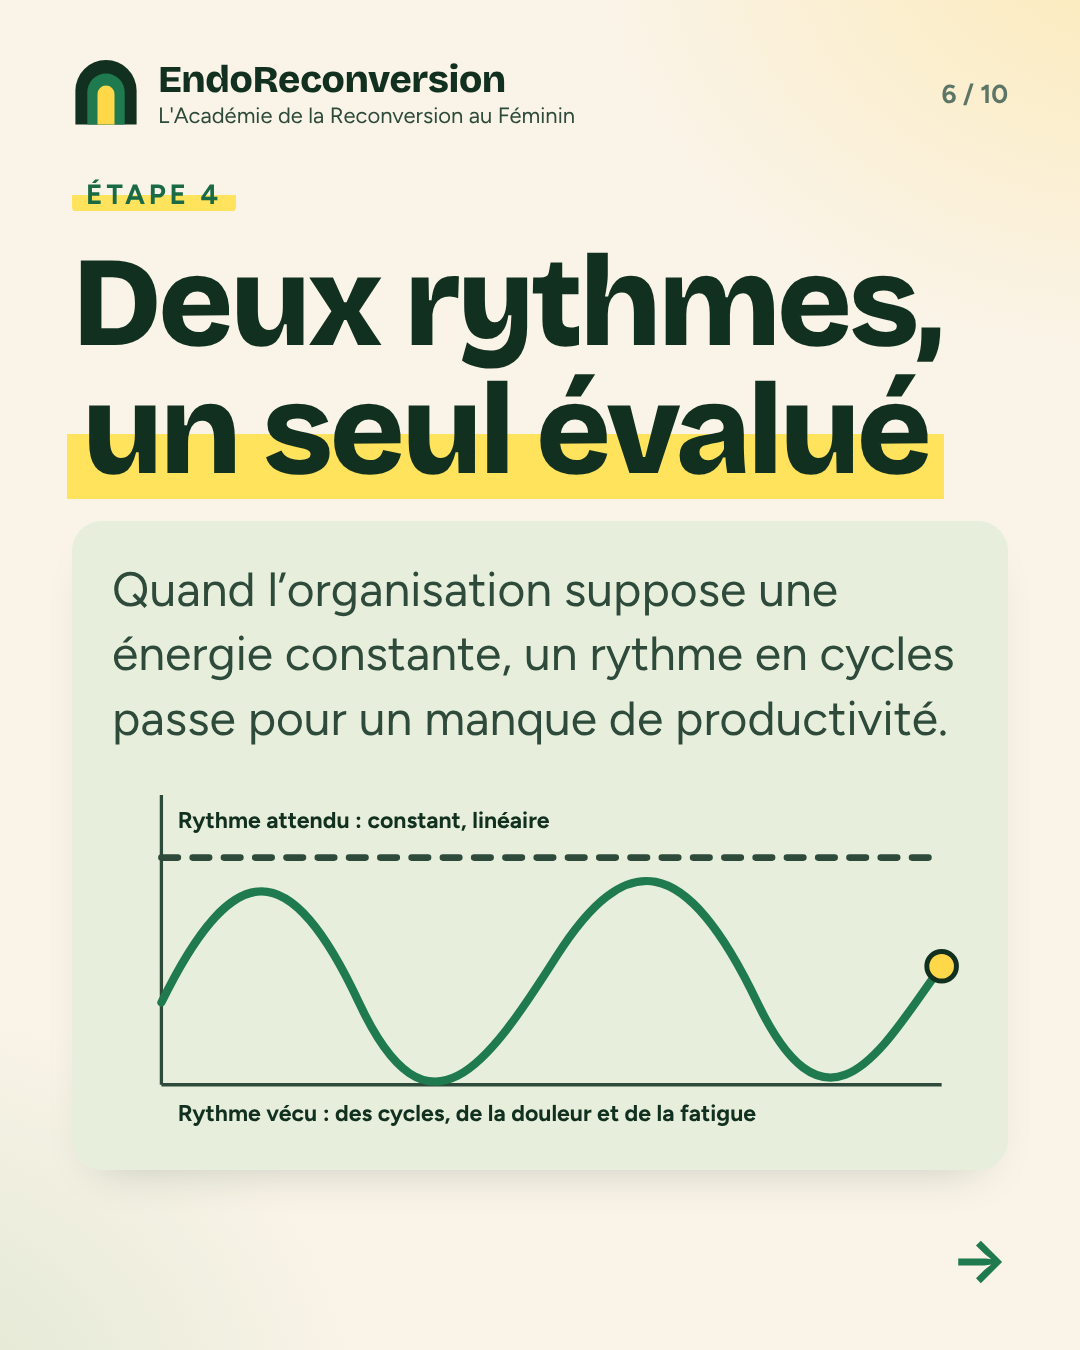 EndoReconversion
L'Académie de la Reconversion au Féminin
6 / 10
ÉTAPE 4
Deux rythmes,
un seul évalué
Quand l’organisation suppose une
énergie constante, un rythme en cycles
passe pour un manque de productivité.
Rythme attendu : constant, linéaire
Rythme vécu : des cycles, de la douleur et de la fatigue